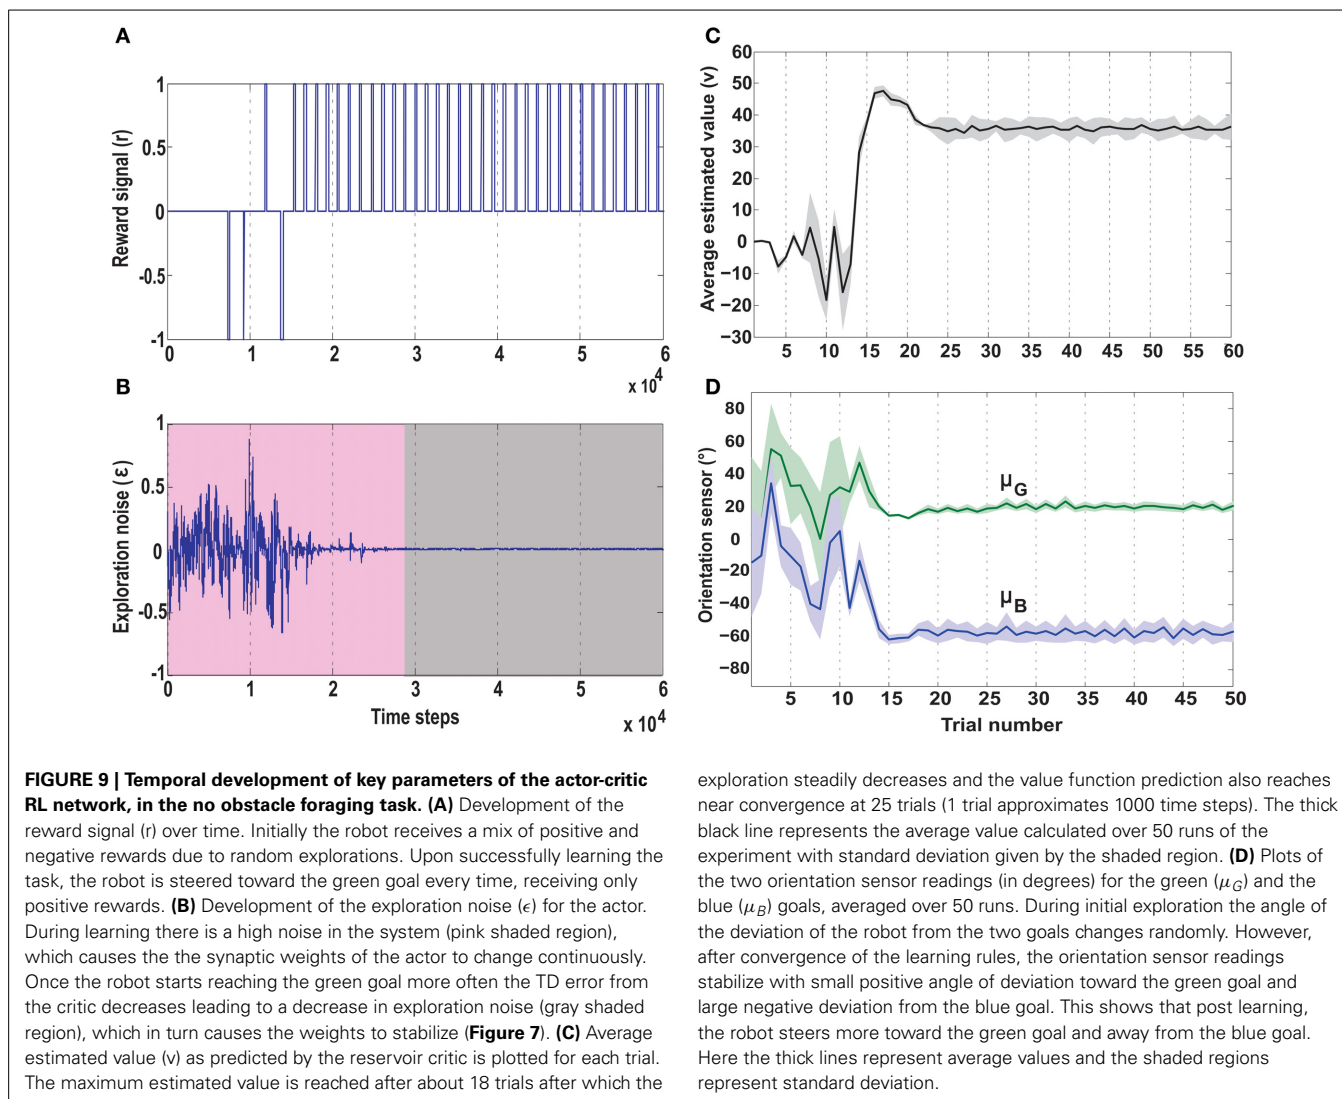 A
Reward signal (r)
1
0.5
0
-0.5
-1
0
1
2
3
4
5
6
x 10⁴
B
Exploration noise (ε)
1
0.5
0
-0.5
-1
0
1
2
3
4
5
6
Time steps
x 10⁴
C
Average estimated value (v)
60
50
40
30
20
10
0
−10
−20
−30
5
10
15
20
25
30
35
40
45
50
55
60
D
Orientation sensor (°)
80
60
40
20
0
−20
−40
−60
−80
μG
μB
5
10
15
20
25
30
35
40
45
50
Trial number
FIGURE 9 | Temporal development of key parameters of the actor-critic
RL network, in the no obstacle foraging task. (A) Development of the
reward signal (r) over time. Initially the robot receives a mix of positive and
negative rewards due to random explorations. Upon successfully learning the
task, the robot is steered toward the green goal every time, receiving only
positive rewards. (B) Development of the exploration noise (ϵ) for the actor.
During learning there is a high noise in the system (pink shaded region),
which causes the the synaptic weights of the actor to change continuously.
Once the robot starts reaching the green goal more often the TD error from
the critic decreases leading to a decrease in exploration noise (gray shaded
region), which in turn causes the weights to stabilize (Figure 7). (C) Average
estimated value (v) as predicted by the reservoir critic is plotted for each trial.
The maximum estimated value is reached after about 18 trials after which the
exploration steadily decreases and the value function prediction also reaches
near convergence at 25 trials (1 trial approximates 1000 time steps). The thick
black line represents the average value calculated over 50 runs of the
experiment with standard deviation given by the shaded region. (D) Plots of
the two orientation sensor readings (in degrees) for the green (μG) and the
blue (μB) goals, averaged over 50 runs. During initial exploration the angle of
the deviation of the robot from the two goals changes randomly. However,
after convergence of the learning rules, the orientation sensor readings
stabilize with small positive angle of deviation toward the green goal and
large negative deviation from the blue goal. This shows that post learning,
the robot steers more toward the green goal and away from the blue goal.
Here the thick lines represent average values and the shaded regions
represent standard deviation.